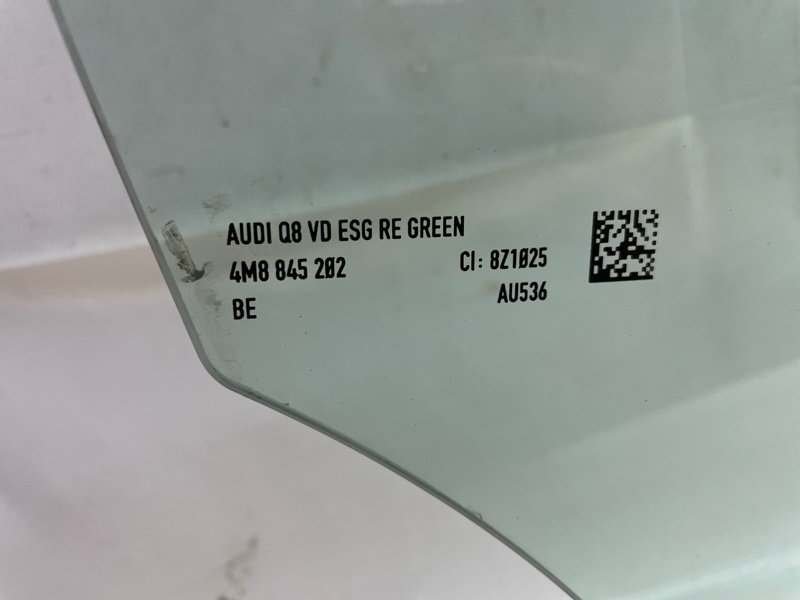 AUDI Q8 VD ESG RE GREEN
4M8 845 202 CI: 8Z1025
BE AU536